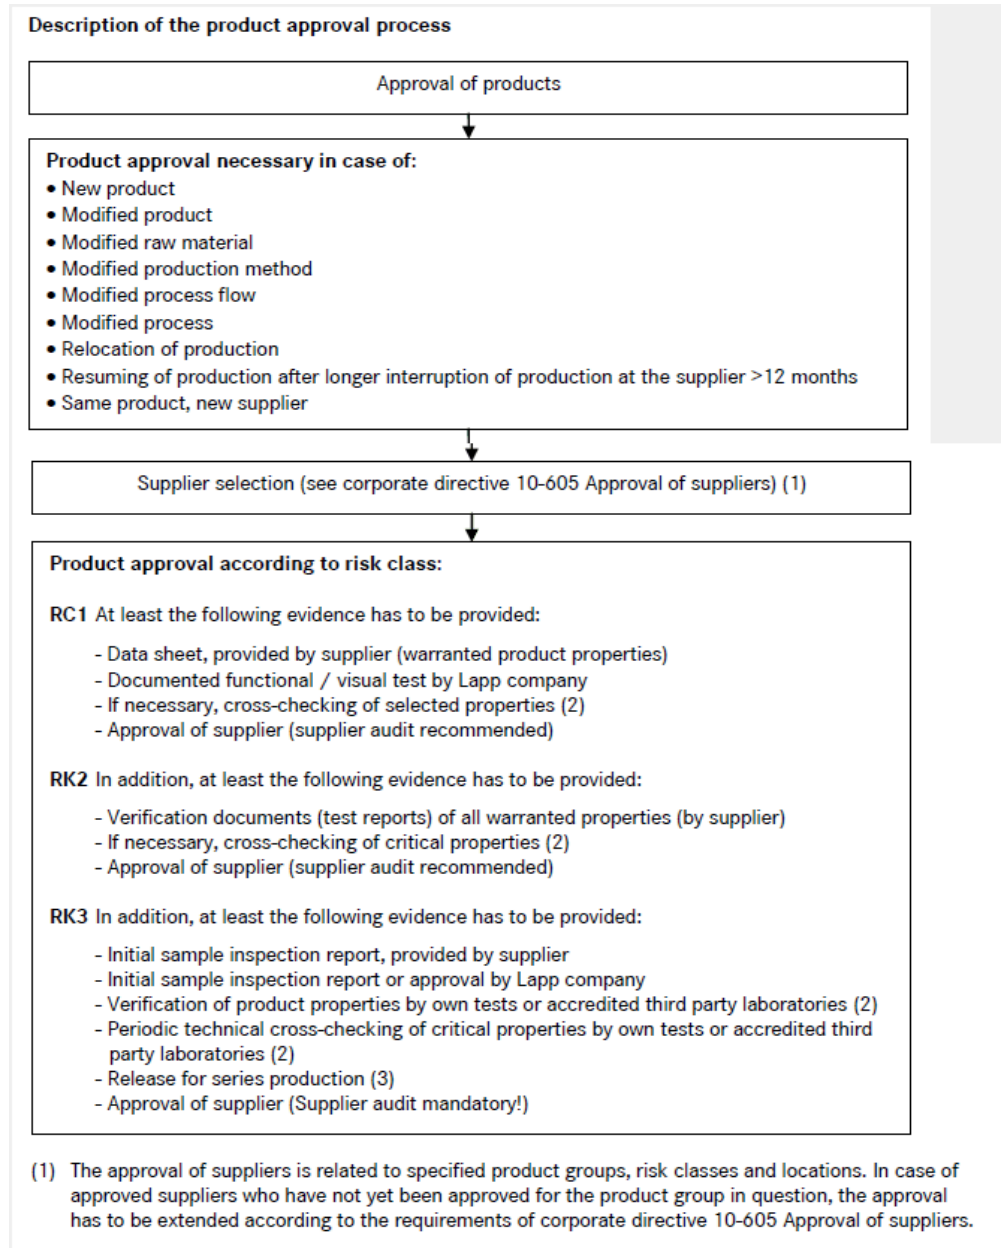 Description of the product approval process
Approval of products
Product approval necessary in case of:
• New product
• Modified product
• Modified raw material
• Modified production method
• Modified process flow
• Modified process
• Relocation of production
• Resuming of production after longer interruption of production at the supplier >12 months
• Same product, new supplier
Supplier selection (see corporate directive 10-605 Approval of suppliers) (1)
Product approval according to risk class:
RC1 At least the following evidence has to be provided:
- Data sheet, provided by supplier (warranted product properties)
- Documented functional / visual test by Lapp company
- If necessary, cross-checking of selected properties (2)
- Approval of supplier (supplier audit recommended)
RK2 In addition, at least the following evidence has to be provided:
- Verification documents (test reports) of all warranted properties (by supplier)
- If necessary, cross-checking of critical properties (2)
- Approval of supplier (supplier audit recommended)
RK3 In addition, at least the following evidence has to be provided:
- Initial sample inspection report, provided by supplier
- Initial sample inspection report or approval by Lapp company
- Verification of product properties by own tests or accredited third party laboratories (2)
- Periodic technical cross-checking of critical properties by own tests or accredited third
party laboratories (2)
- Release for series production (3)
- Approval of supplier (Supplier audit mandatory!)
(1) The approval of suppliers is related to specified product groups, risk classes and locations. In case of
approved suppliers who have not yet been approved for the product group in question, the approval
has to be extended according to the requirements of corporate directive 10-605 Approval of suppliers.